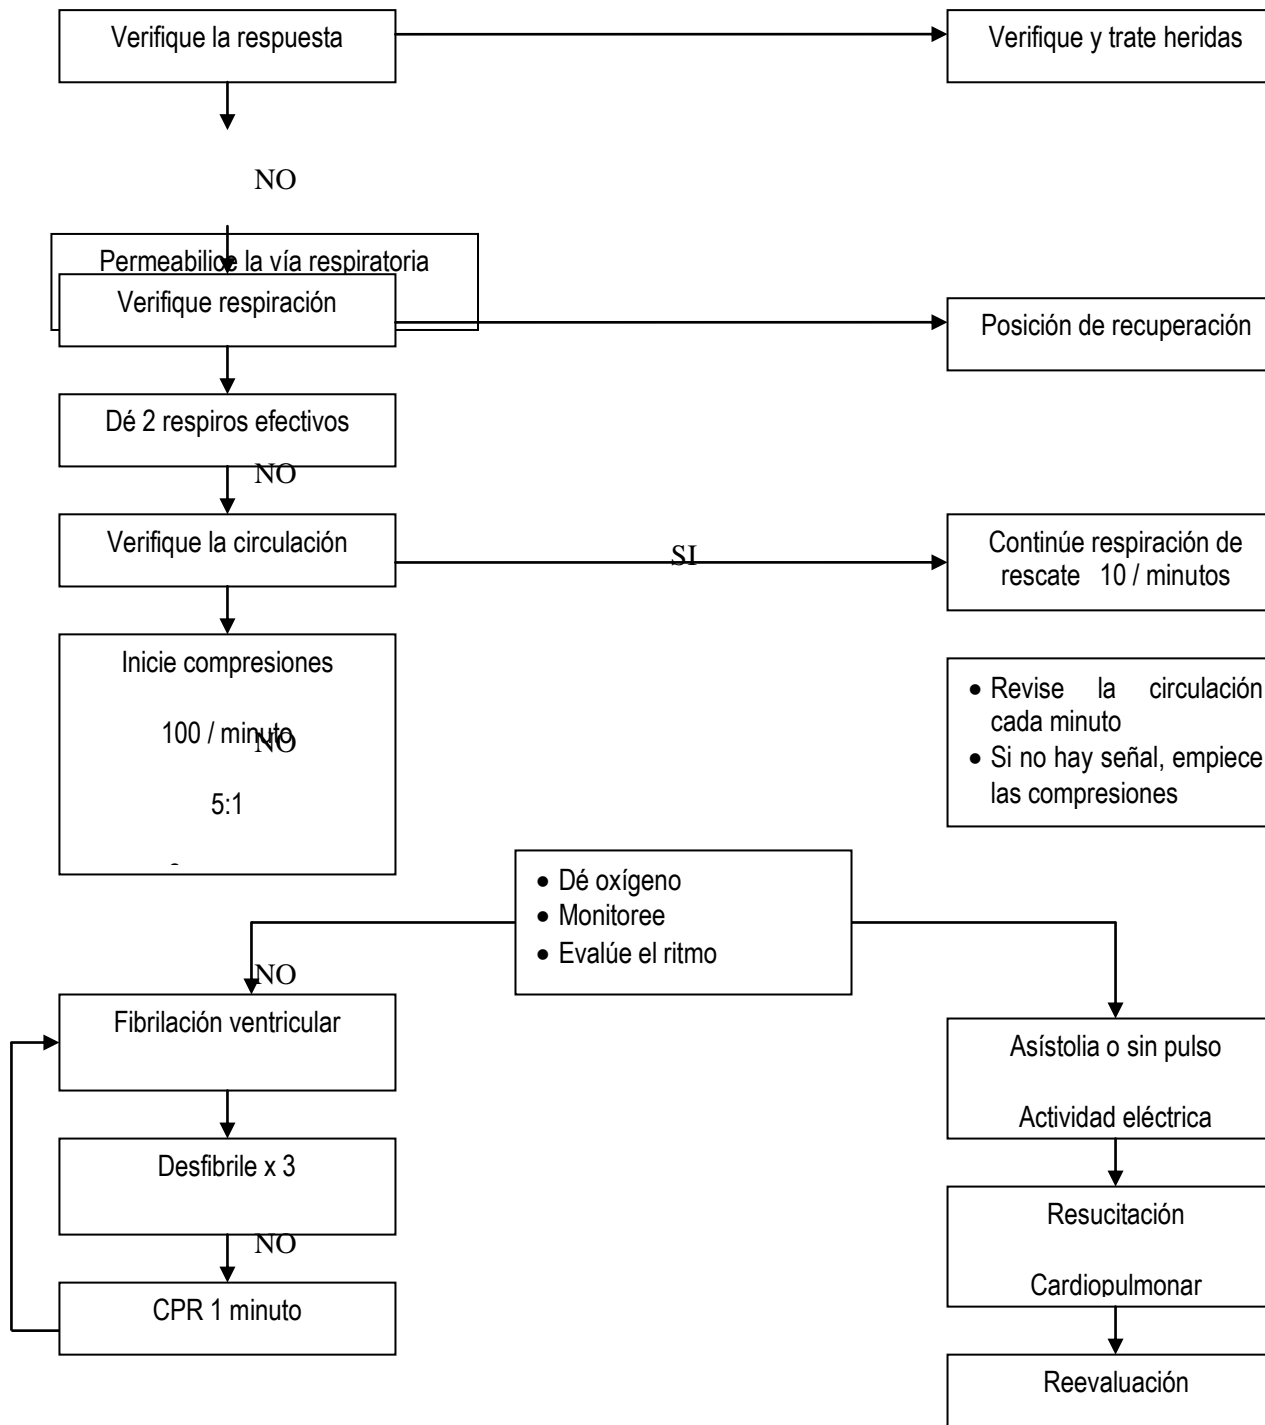 Verifique la respuesta
Verifique y trate heridas
NO
Permeabilice la vía respiratoria
Verifique respiración
Posición de recuperación
Dé 2 respiros efectivos
NO
Verifique la circulación
SI
Continúe respiración de
rescate 10 / minutos
Inicie compresiones
100 / minuto
NO
5:1
• Revise la circulación
cada minuto
• Si no hay señal, empiece
las compresiones
• Dé oxígeno
• Monitoree
• Evalúe el ritmo
NO
Fibrilación ventricular
Asístolia o sin pulso
Actividad eléctrica
Desfibrile x 3
Resucitación
Cardiopulmonar
NO
CPR 1 minuto
Reevaluación